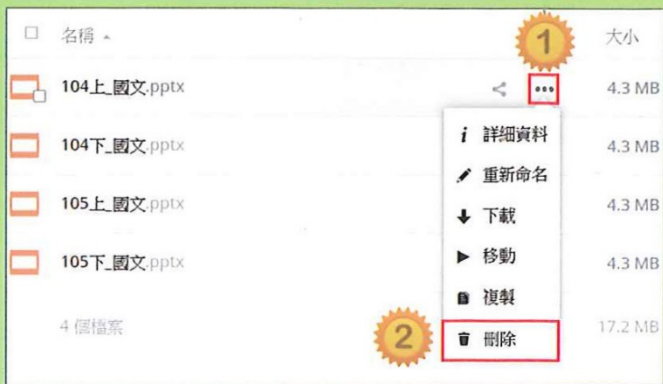 名稱
大小
1
104上_國文.pptx
4.3 MB
詳細資料
104下_國文.pptx
4.3 MB
重新命名
105上_國文.pptx
下載
4.3 MB
移動
105下_國文.pptx
4.3 MB
複製
4 個檔案
2
刪除
17.2 MB